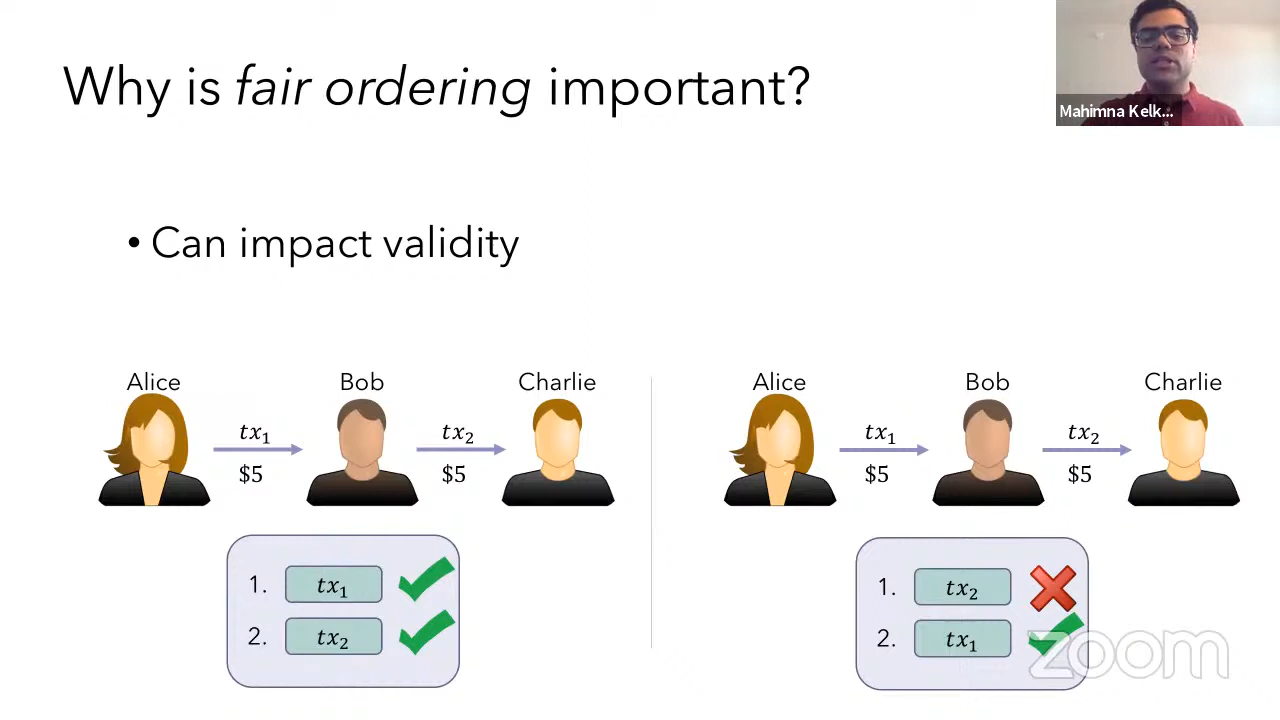 Why is fair ordering important?
Mahimna Kelk...
• Can impact validity
Alice Bob Charlie
tx₁ tx₂
$5 $5
1. tx₁
2. tx₂
Alice Bob Charlie
tx₁ tx₂
$5 $5
1. tx₂
2. tx₁
zoom